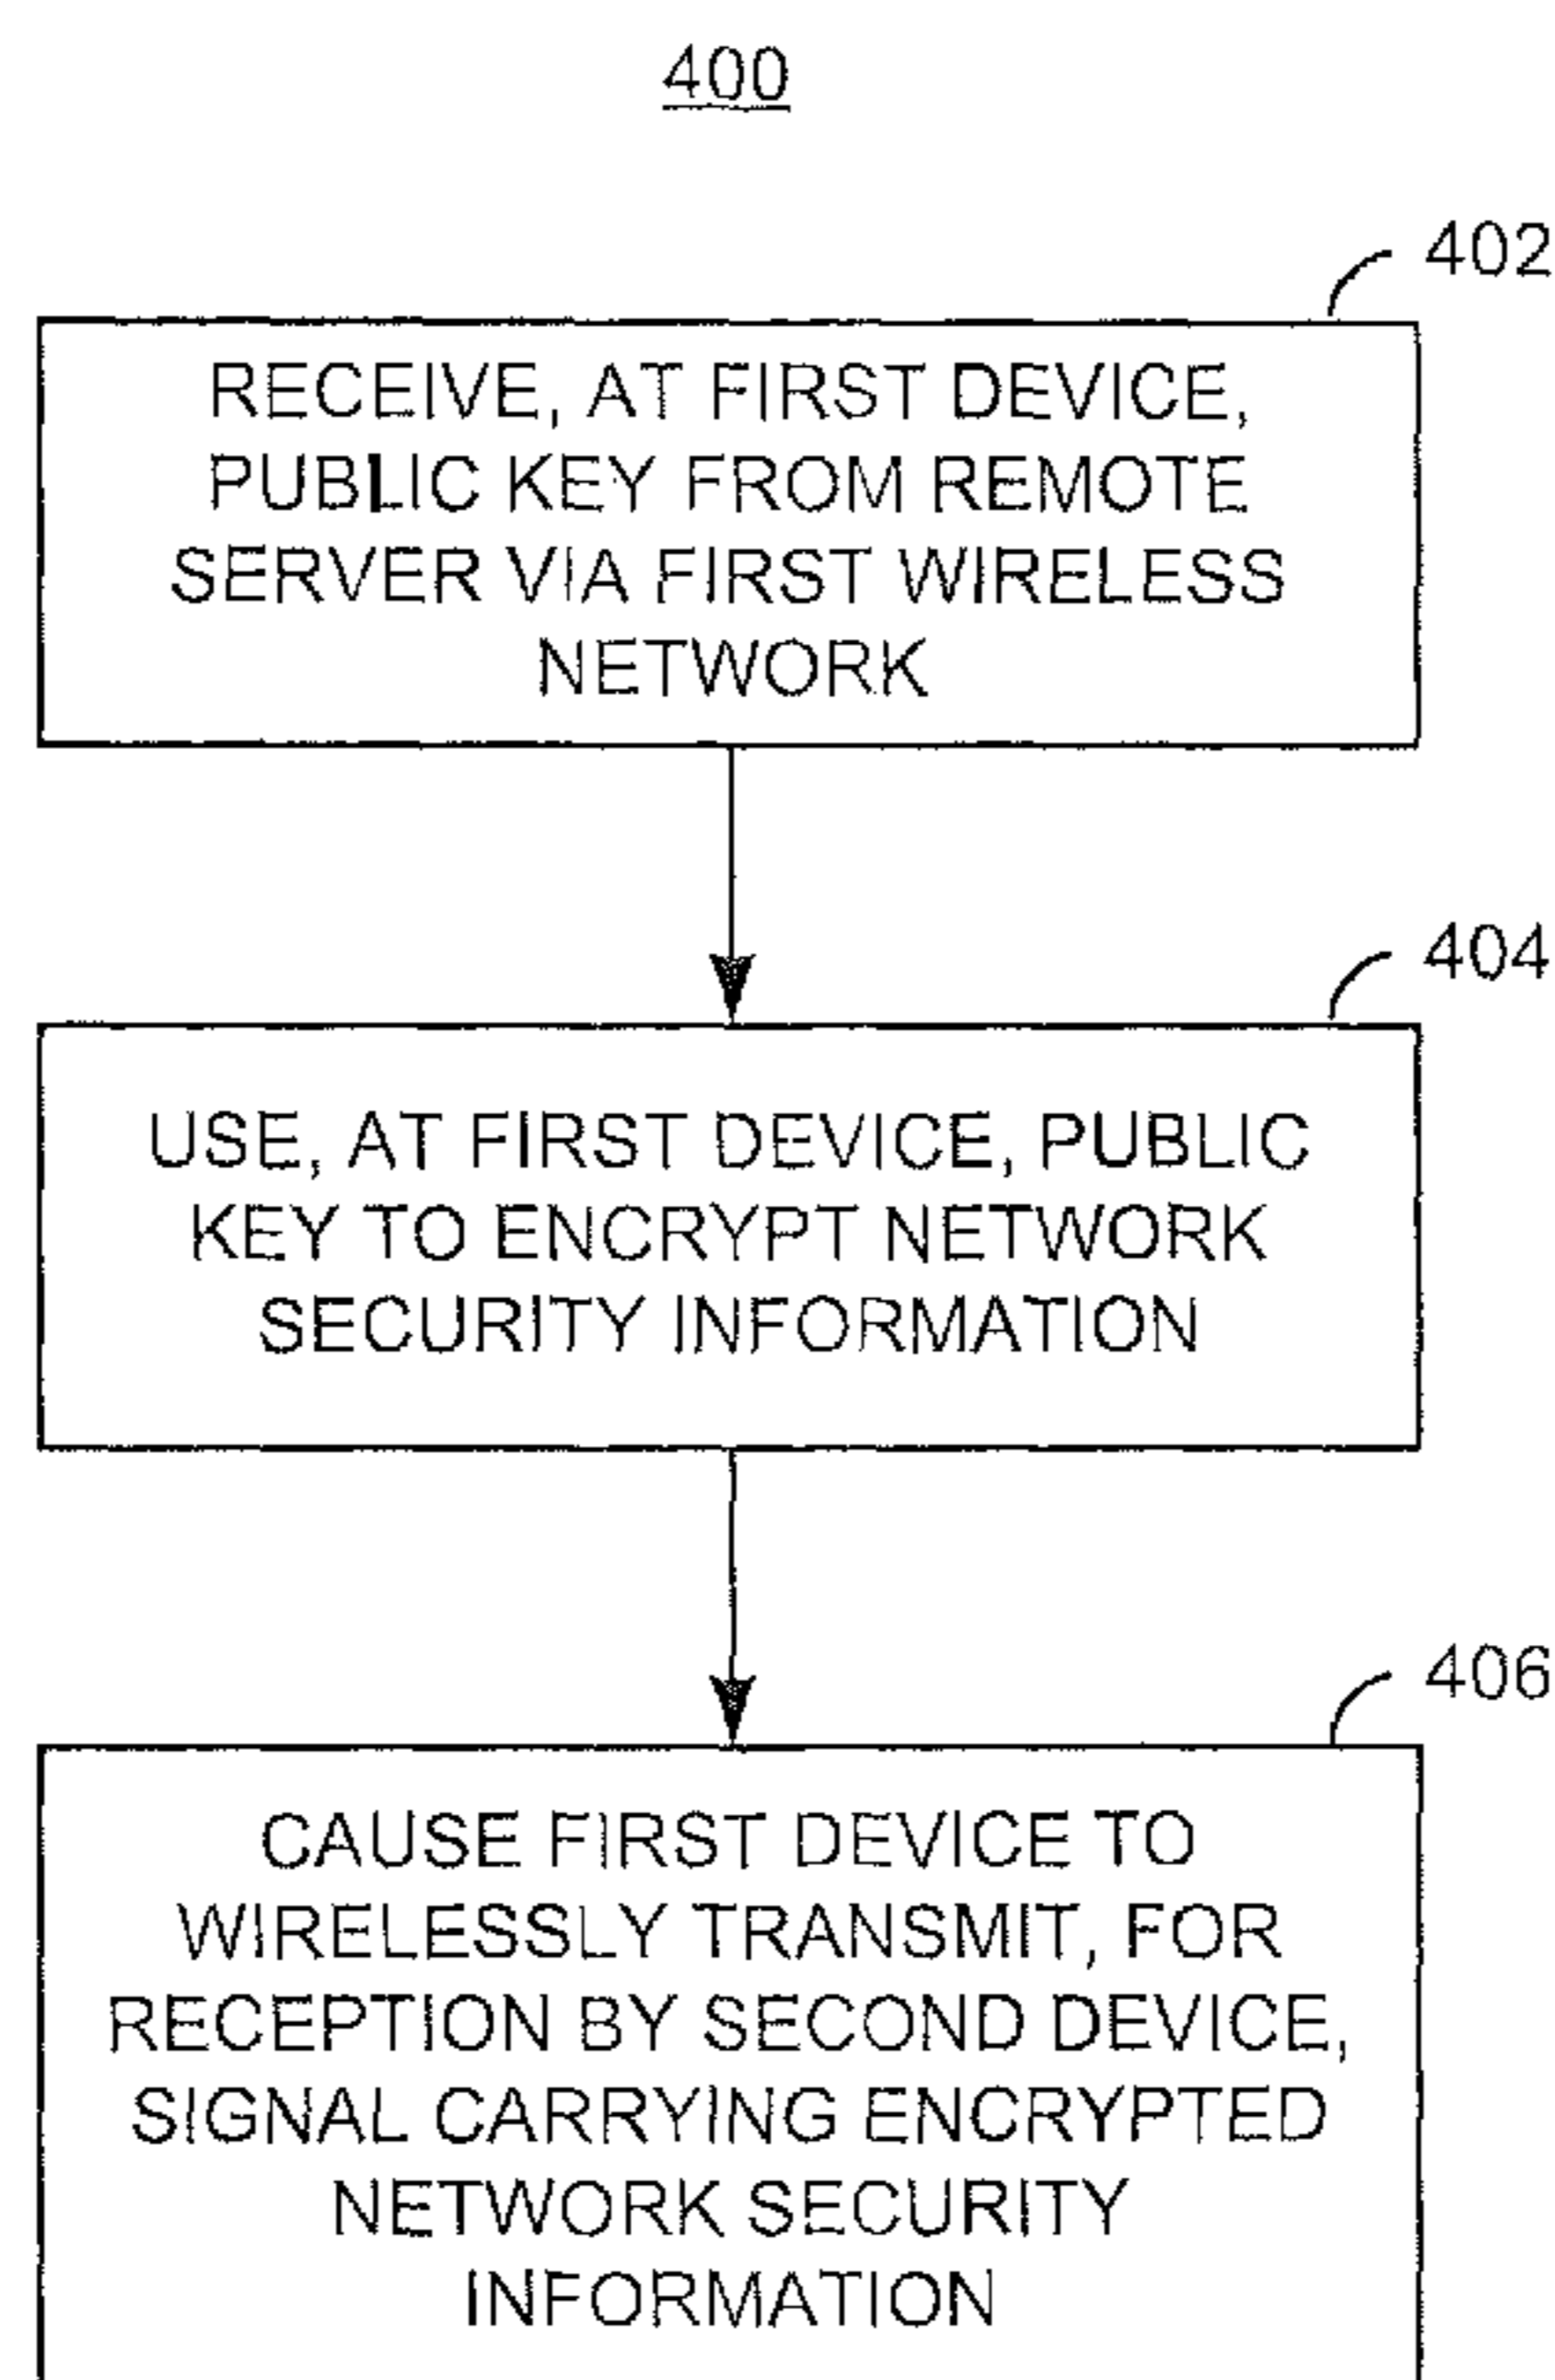 400
402
RECEIVE, AT FIRST DEVICE,
PUBLIC KEY FROM REMOTE
SERVER VIA FIRST WIRELESS
NETWORK
404
USE, AT FIRST DEVICE, PUBLIC
KEY TO ENCRYPT NETWORK
SECURITY INFORMATION
406
CAUSE FIRST DEVICE TO
WIRELESSLY TRANSMIT, FOR
RECEPTION BY SECOND DEVICE,
SIGNAL CARRYING ENCRYPTED
NETWORK SECURITY
INFORMATION